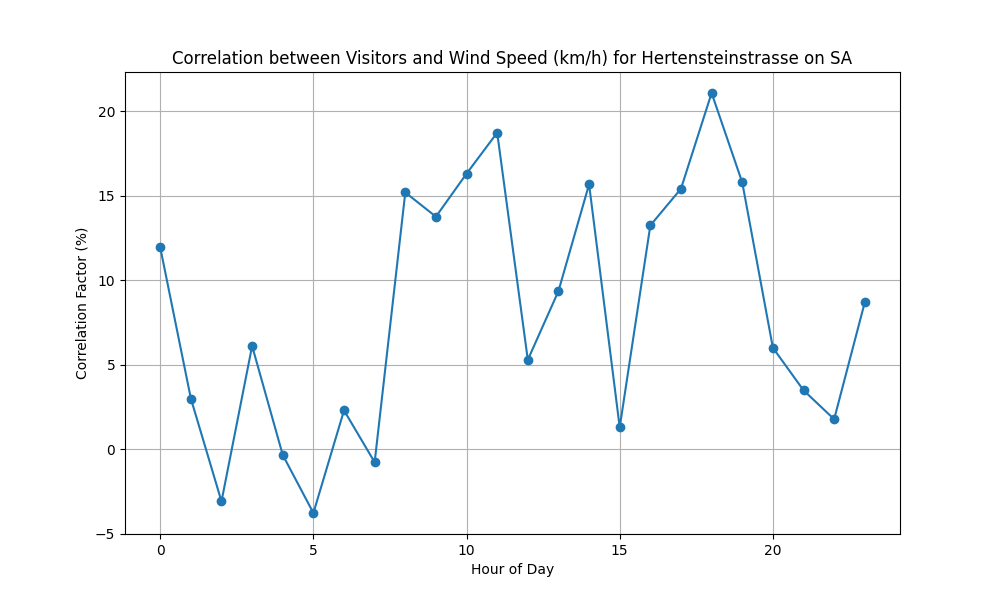 Correlation between Visitors and Wind Speed (km/h) for Hertensteinstrasse on SA
Correlation Factor (%)
20
15
10
5
0
−5
0 5 10 15 20
Hour of Day